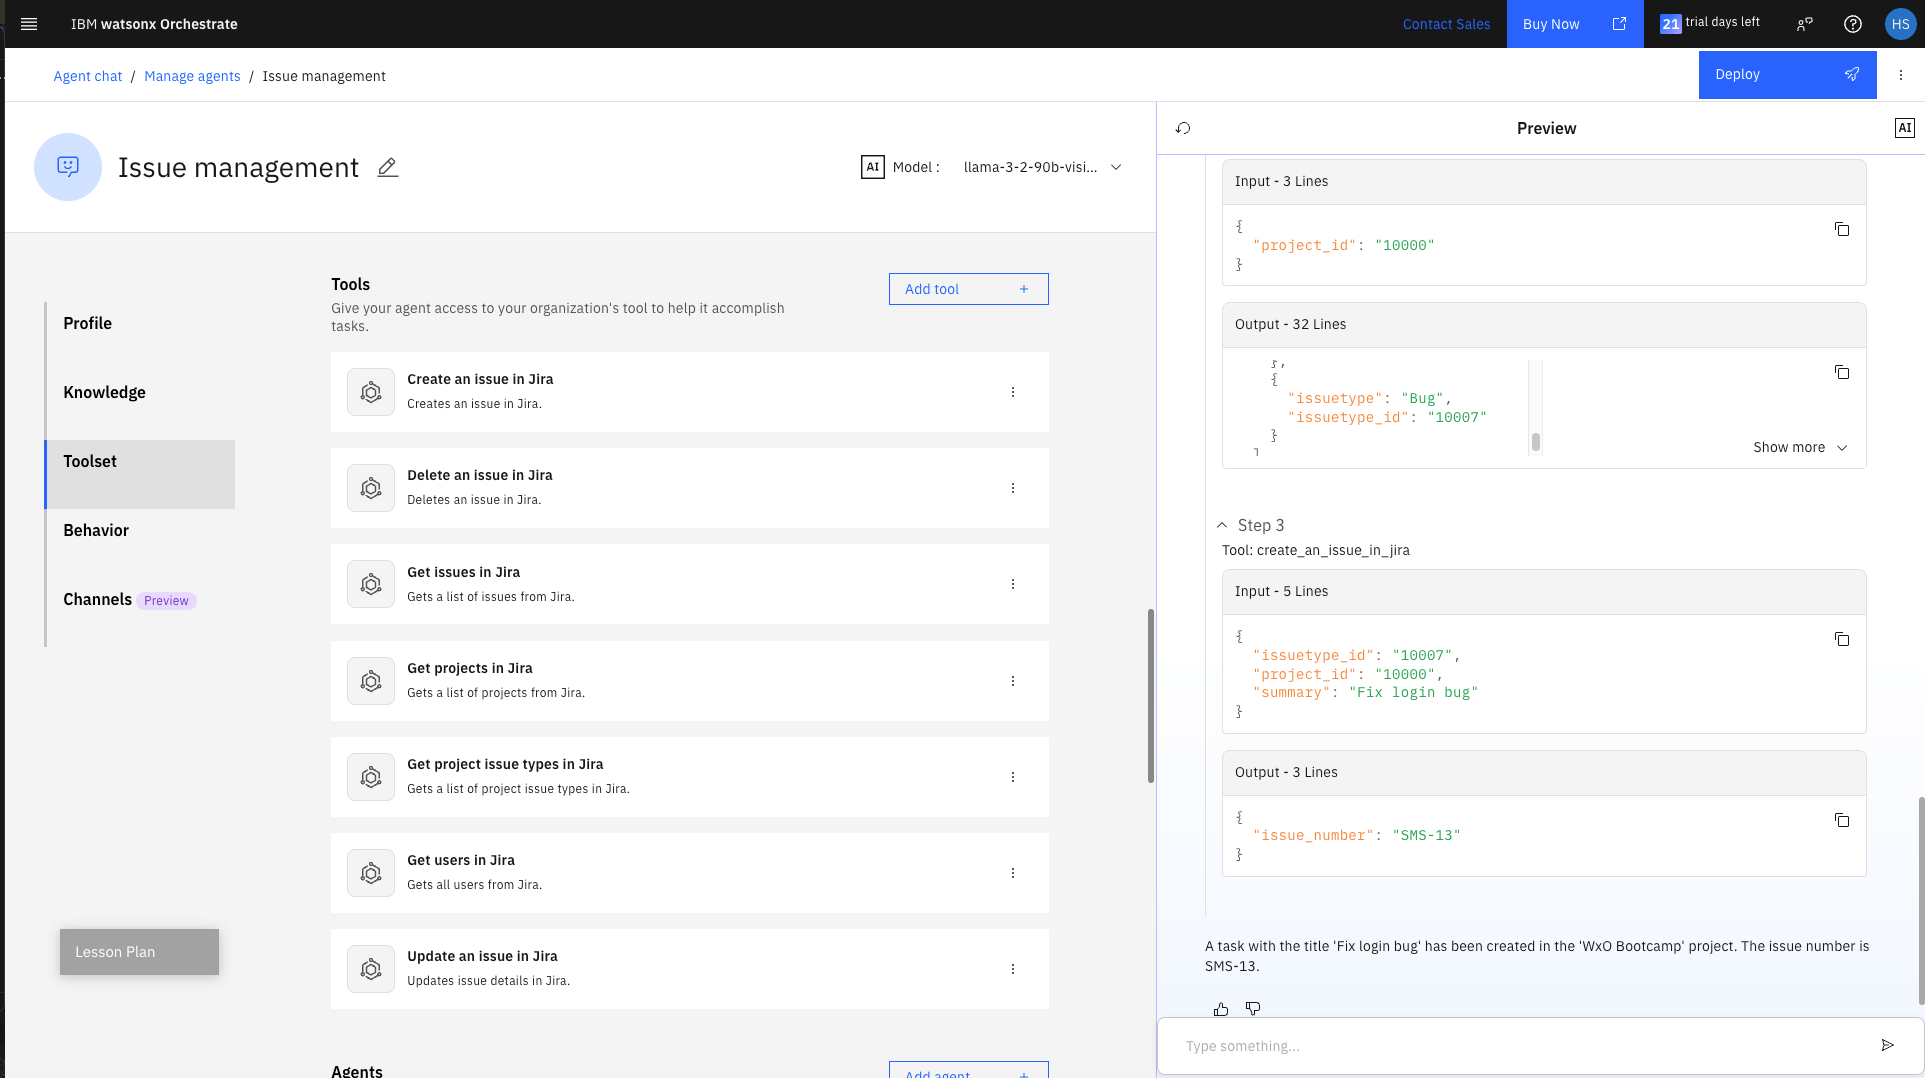 IBM watsonx Orchestrate
Contact Sales
Buy Now
21 trial days left
HS
Agent chat / Manage agents / Issue management
Deploy
Issue management
AI Model : llama-3-2-90b-visi...
Profile
Knowledge
Toolset
Behavior
Channels Preview
Lesson Plan
Tools
Give your agent access to your organization's tool to help it accomplish
tasks.
Add tool +
Create an issue in Jira
Creates an issue in Jira.
Delete an issue in Jira
Deletes an issue in Jira.
Get issues in Jira
Gets a list of issues from Jira.
Get projects in Jira
Gets a list of projects from Jira.
Get project issue types in Jira
Gets a list of project issue types in Jira.
Get users in Jira
Gets all users from Jira.
Update an issue in Jira
Updates issue details in Jira.
Agents
Add agent +
Preview
AI
Input - 3 Lines
{
"project_id": "10000"
}
Output - 32 Lines
},
{
"issuetype": "Bug",
"issuetype_id": "10007"
}
]
Show more
Step 3
Tool: create_an_issue_in_jira
Input - 5 Lines
{
"issuetype_id": "10007",
"project_id": "10000",
"summary": "Fix login bug"
}
Output - 3 Lines
{
"issue_number": "SMS-13"
}
A task with the title 'Fix login bug' has been created in the 'WxO Bootcamp' project. The issue number is
SMS-13.
Type something...